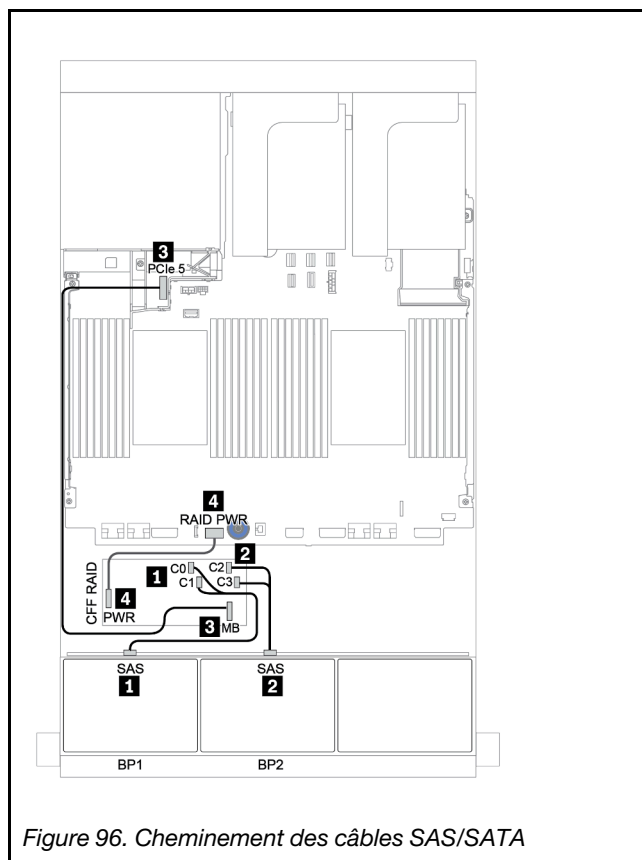 3
PCIe 5
4
RAID PWR
2
1
C0
C2
C1
C3
CFF RAID
4
PWR
3
MB
SAS
SAS
1
2
BP1
BP2
Figure 96. Cheminement des câbles SAS/SATA